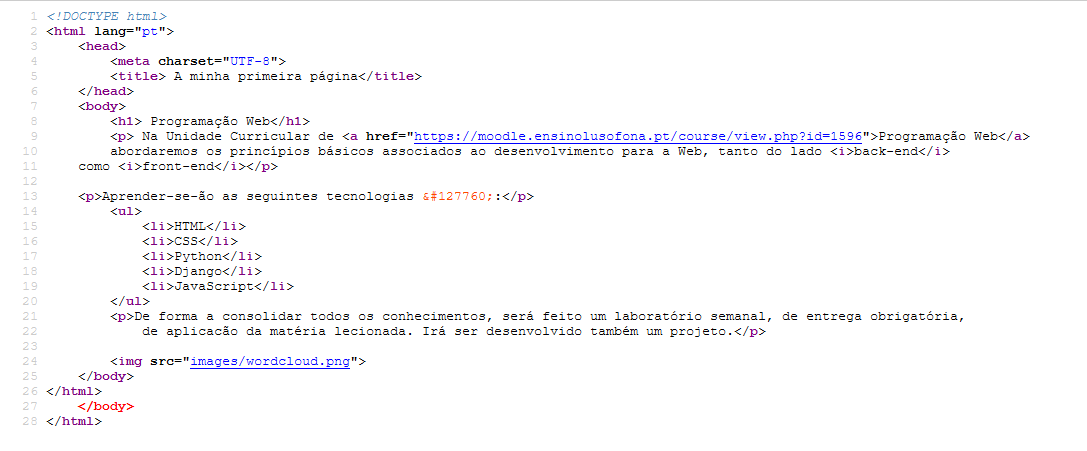 1 <!DOCTYPE html>
2 <html lang="pt">
3     <head>
4         <meta charset="UTF-8">
5         <title> A minha primeira página</title>
6     </head>
7     <body>
8         <h1> Programação Web</h1>
9         <p> Na Unidade Curricular de <a href="https://moodle.ensinolusofona.pt/course/view.php?id=1596">Programação Web</a>
10         abordaremos os princípios básicos associados ao desenvolvimento para a Web, tanto do lado <i>back-end</i>
11     como <i>front-end</i></p>
12
13     <p>Aprender-se-ão as seguintes tecnologias &#127760;:</p>
14         <ul>
15             <li>HTML</li>
16             <li>CSS</li>
17             <li>Python</li>
18             <li>Django</li>
19             <li>JavaScript</li>
20         </ul>
21         <p>De forma a consolidar todos os conhecimentos, será feito um laboratório semanal, de entrega obrigatória,
22             de aplicacão da matéria lecionada. Irá ser desenvolvido também um projeto.</p>
23
24         <img src="images/wordcloud.png">
25     </body>
26 </html>
27     </body>
28 </html>